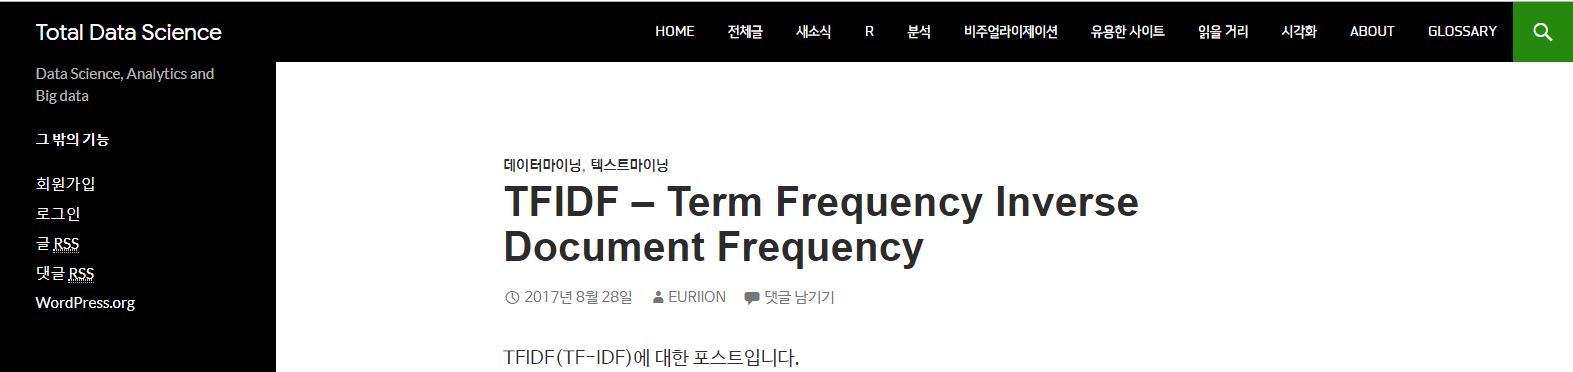 Total Data Science
HOME 전체글 새소식 R 분석 비주얼라이제이션 유용한 사이트 읽을 거리 시각화 ABOUT GLOSSARY
Data Science, Analytics and
Big data
그 밖의 기능
회원가입
로그인
글 RSS
댓글 RSS
WordPress.org
데이터마이닝, 텍스트마이닝
TFIDF – Term Frequency Inverse
Document Frequency
2017년 8월 28일 EURIION 댓글 남기기
TFIDF(TF-IDF)에 대한 포스트입니다.